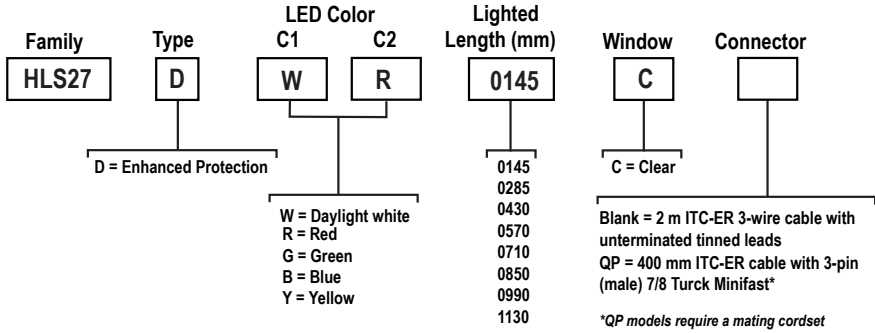 LED Color
Lighted
Family Type C1 C2 Length (mm) Window Connector
HLS27 D W R 0145 C
D = Enhanced Protection
W = Daylight white
R = Red
G = Green
B = Blue
Y = Yellow
0145
0285
0430
0570
0710
0850
0990
1130
C = Clear
Blank = 2 m ITC-ER 3-wire cable with
unterminated tinned leads
QP = 400 mm ITC-ER cable with 3-pin
(male) 7/8 Turck Minifast*
*QP models require a mating cordset